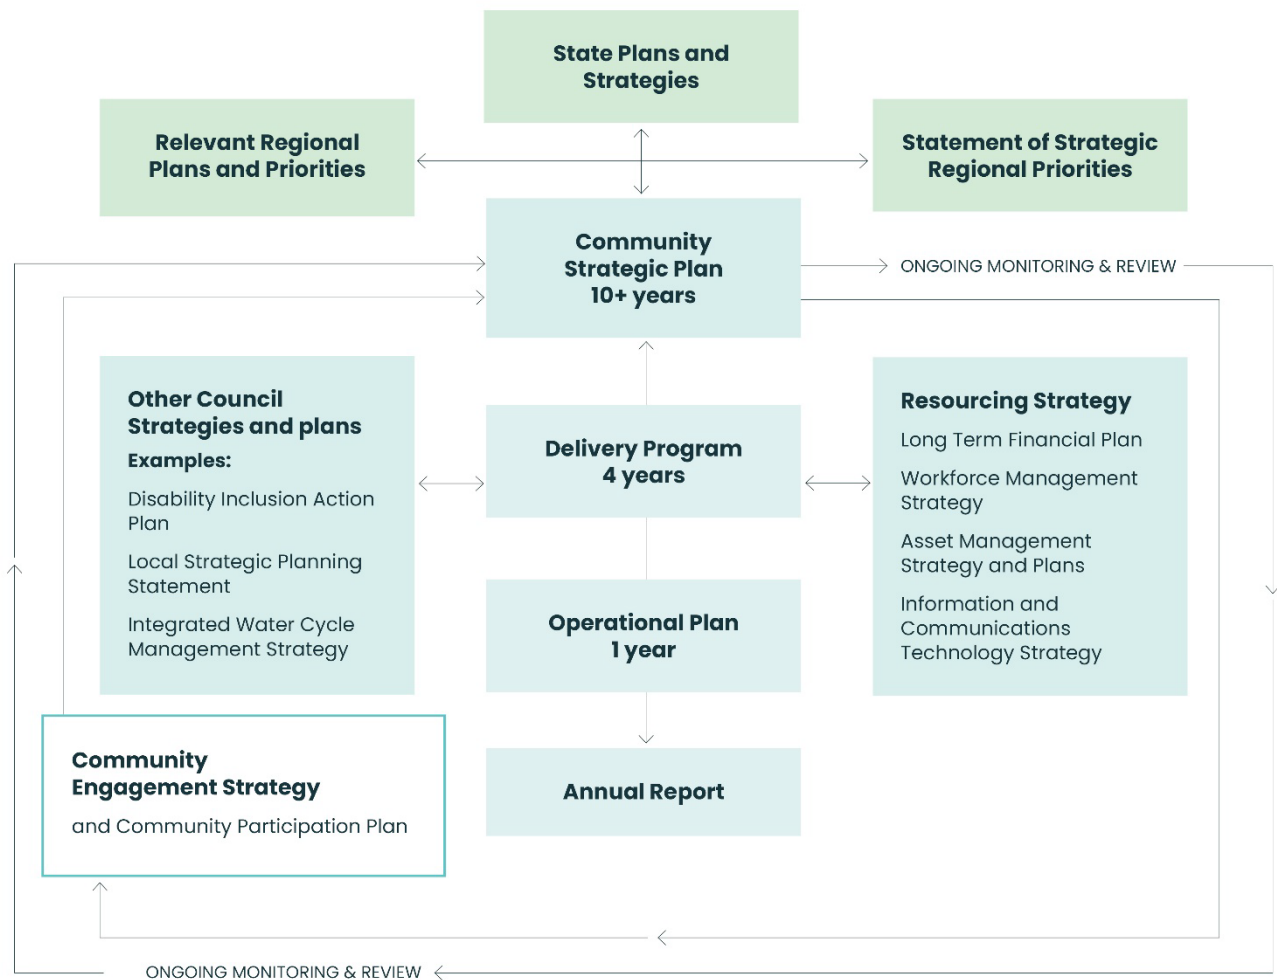 State Plans and
Strategies
Relevant Regional
Plans and Priorities
Statement of Strategic
Regional Priorities
Community
Strategic Plan
10+ years
ONGOING MONITORING & REVIEW
Other Council
Strategies and plans
Examples:
Disability Inclusion Action
Plan
Local Strategic Planning
Statement
Integrated Water Cycle
Management Strategy
Delivery Program
4 years
Resourcing Strategy
Long Term Financial Plan
Workforce Management
Strategy
Asset Management
Strategy and Plans
Information and
Communications
Technology Strategy
Operational Plan
1 year
Community
Engagement Strategy
and Community Participation Plan
Annual Report
ONGOING MONITORING & REVIEW